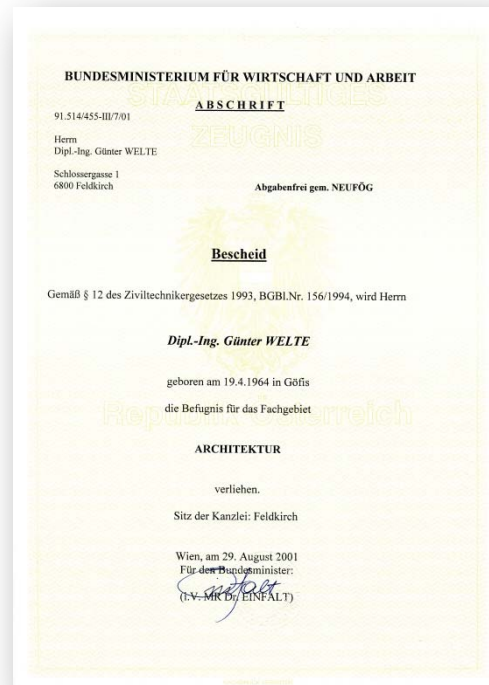 BUNDESMINISTERIUM FÜR WIRTSCHAFT UND ARBEIT
STAATSGÜLTIGES
ABSCHRIFT
91.514/455-III/7/01
ZEUGNIS
Herrn
Dipl.-Ing. Günter WELTE
Schlossergasse 1
6800 Feldkirch
Abgabenfrei gem. NEUFÖG
Bescheid
Gemäß § 12 des Ziviltechnikergesetzes 1993, BGBl.Nr. 156/1994, wird Herrn
Dipl.-Ing. Günter WELTE
geboren am 19.4.1964 in Göfis
die Befugnis für das Fachgebiet
Republik Österreich
ARCHITEKTUR
verliehen.
Sitz der Kanzlei: Feldkirch
Wien, am 29. August 2001
Für den Bundesminister:
(i.V. MR Dr. EINFALT)